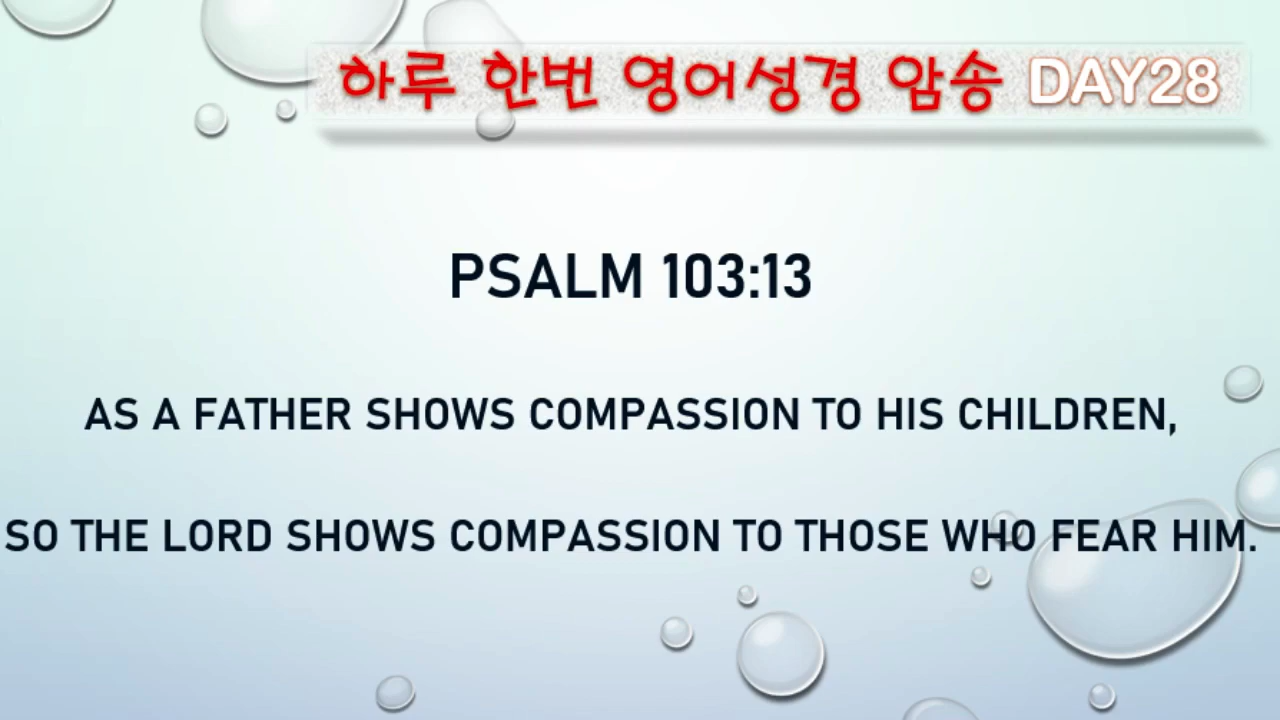 하루 한번 영어성경 암송 DAY28
PSALM 103:13
AS A FATHER SHOWS COMPASSION TO HIS CHILDREN,
SO THE LORD SHOWS COMPASSION TO THOSE WHO FEAR HIM.